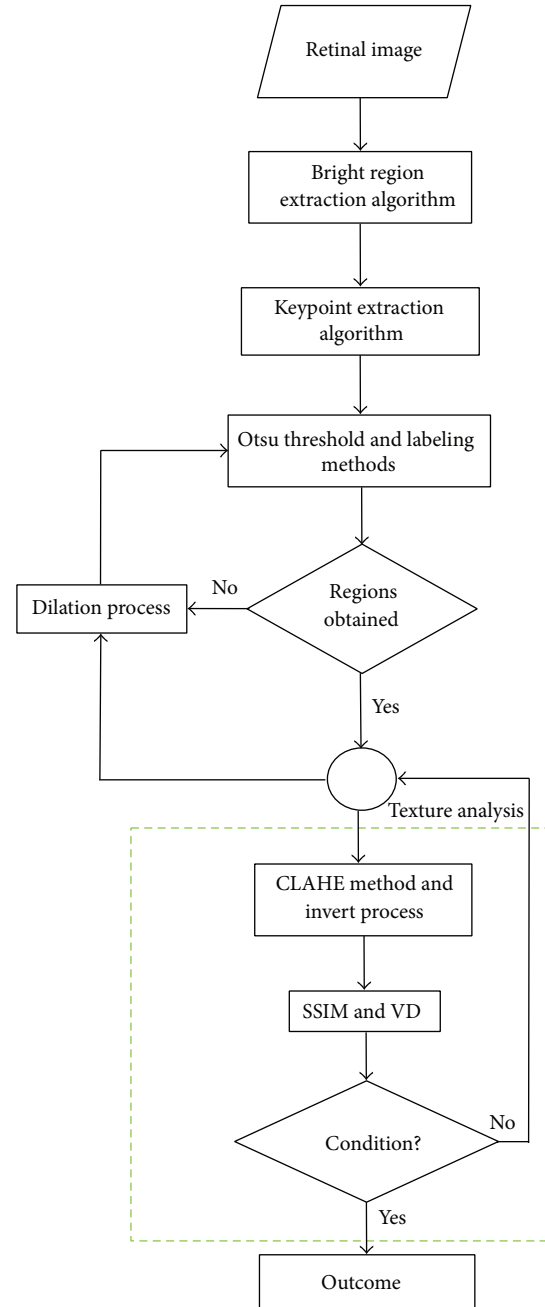 Retinal image
Bright region
extraction algorithm
Keypoint extraction
algorithm
Otsu threshold and labeling
methods
No
Dilation process
Regions
obtained
Yes
Texture analysis
CLAHE method and
invert process
SSIM and VD
No
Condition?
Yes
Outcome